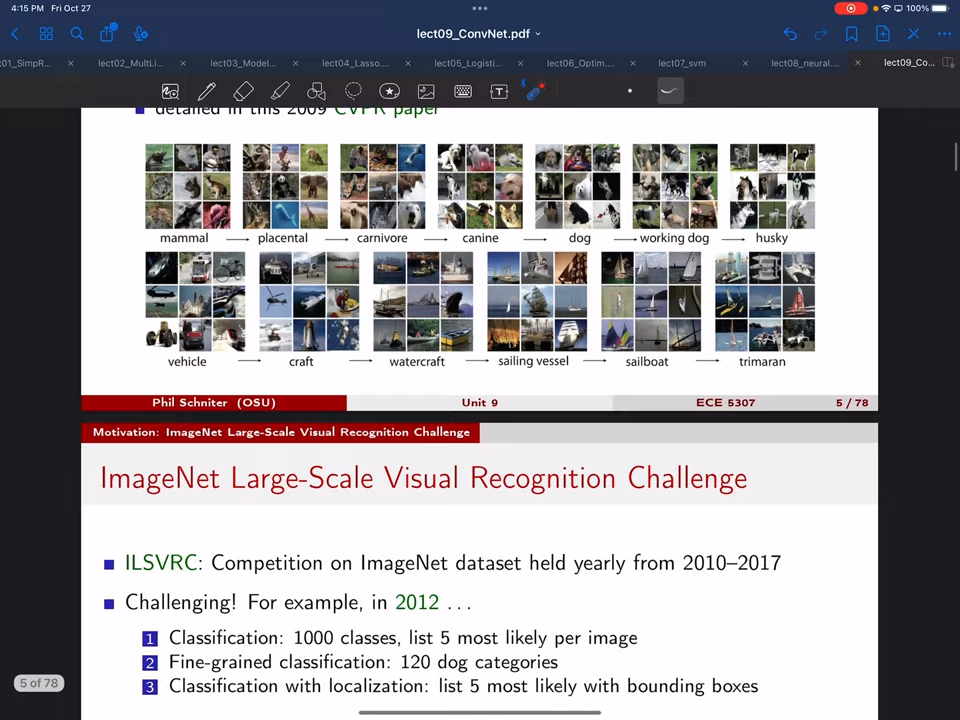 4:15 PM Fri Oct 27
100%
lect09_ConvNet.pdf
01_SimpR...
lect02_MultLi...
lect03_Model...
lect04_Lasso....
lect05_Logisti...
lect06_Optim....
lect07_svm
lect08_neural....
lect09_Co...
detailed in this 2009 CVPR paper
mammal placental carnivore canine dog working dog husky
vehicle craft watercraft sailing vessel sailboat trimaran
Phil Schniter (OSU) Unit 9 ECE 5307 5 / 78
Motivation: ImageNet Large-Scale Visual Recognition Challenge
ImageNet Large-Scale Visual Recognition Challenge
ILSVRC: Competition on ImageNet dataset held yearly from 2010–2017
Challenging! For example, in 2012 ...
1 Classification: 1000 classes, list 5 most likely per image
2 Fine-grained classification: 120 dog categories
3 Classification with localization: list 5 most likely with bounding boxes
5 of 78